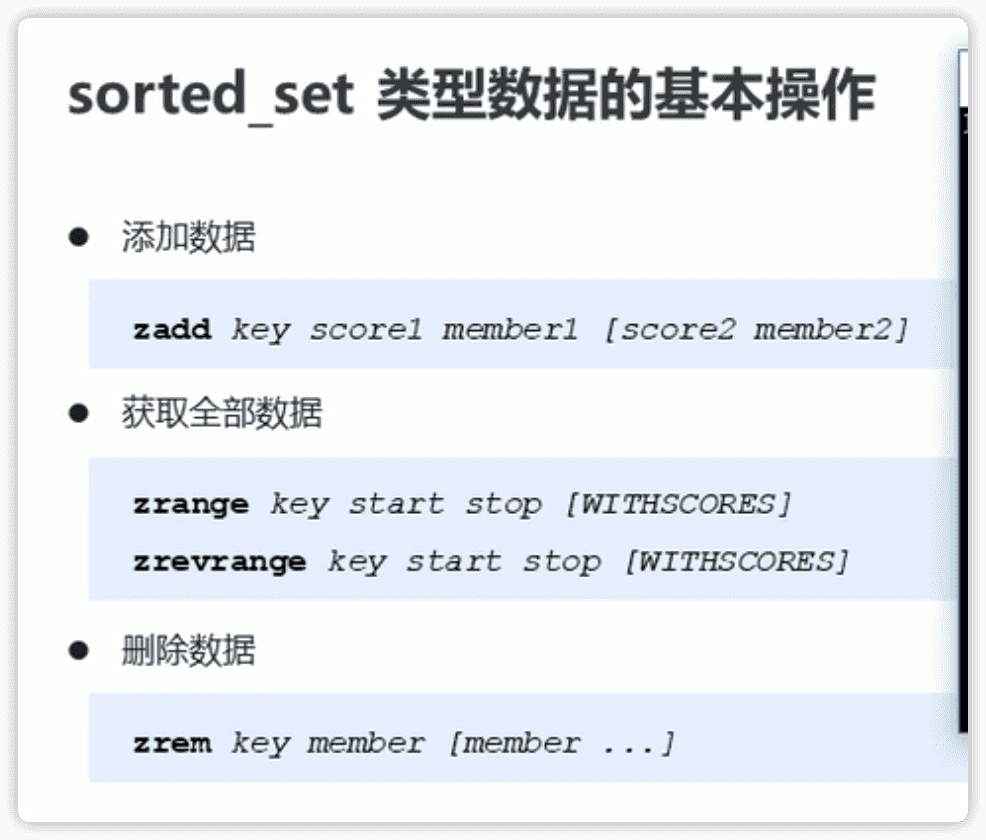 sorted_set 类型数据的基本操作
● 添加数据
zadd key score1 member1 [score2 member2]
● 获取全部数据
zrange key start stop [WITHSCORES]
zrevrange key start stop [WITHSCORES]
● 删除数据
zrem key member [member ...]